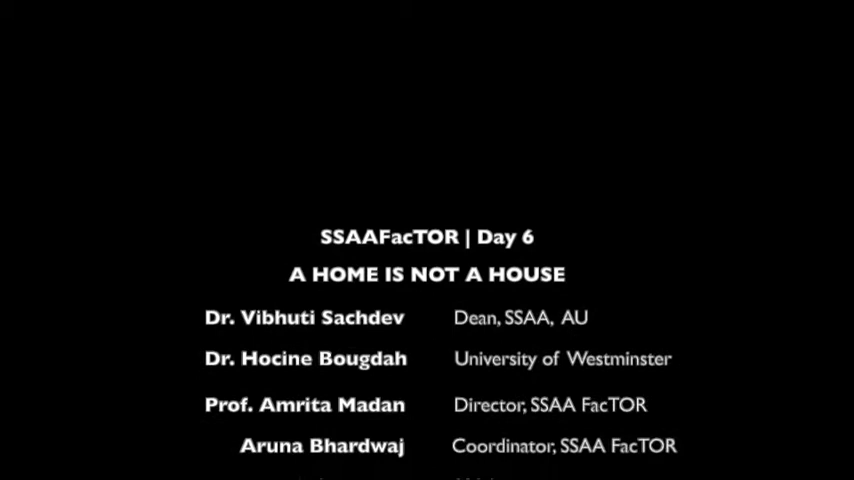 SSAAFacTOR | Day 6
A HOME IS NOT A HOUSE
Dr. Vibhuti Sachdev Dean, SSAA, AU
Dr. Hocine Bougdah University of Westminster
Prof. Amrita Madan Director, SSAA FacTOR
Aruna Bhardwaj Coordinator, SSAA FacTOR